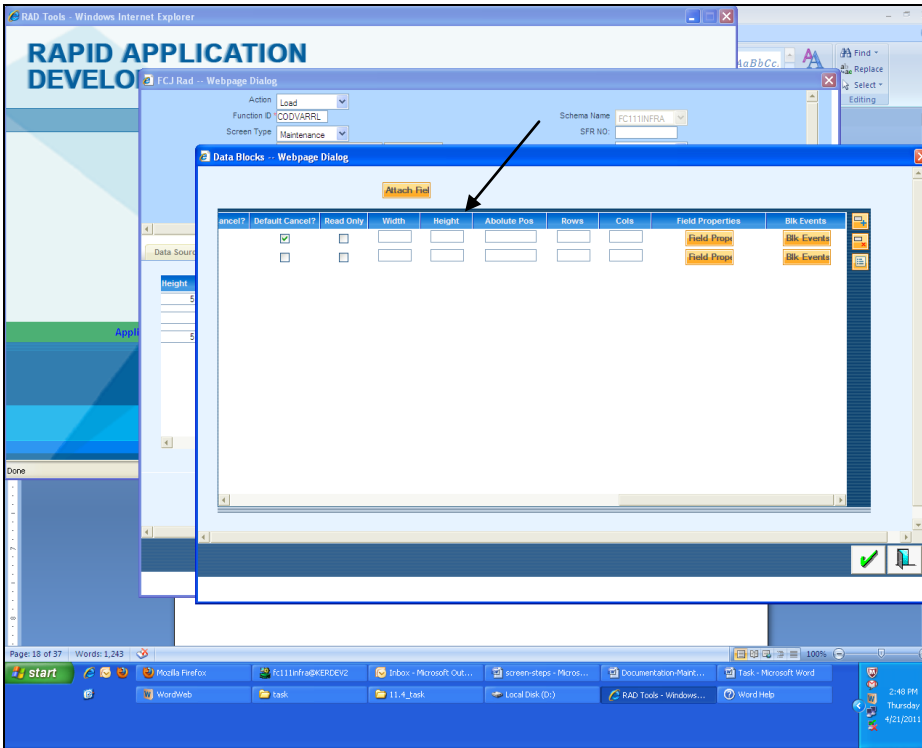 RAD Tools - Windows Internet Explorer
RAPID APPLICATION
DEVELO
AaBbCc.
Find
Replace
Select
Editing
FCJ Rad -- Webpage Dialog
Action Load
Function ID *CODVARRL
Schema Name FC111INFRA
Screen Type Maintenance
SFR NO:
Data Blocks -- Webpage Dialog
Attach Fiel
ancel? Default Cancel? Read Only Width Height Abolute Pos Rows Cols Field Properties Blk Events
Field Prope Blk Events
Field Prope Blk Events
Data Sourc
Height
5
5
Appli
Done
Page: 18 of 37 Words: 1,243 100%
start Mozilla Firefox fc111infra@KERDEV2 Inbox - Microsoft Out... screen-steps - Micros... Documentation-Maint... Task - Microsoft Word
WordWeb task 11.4_task Local Disk (D:) RAD Tools - Windows... Word Help
2:48 PM
Thursday
4/21/2011